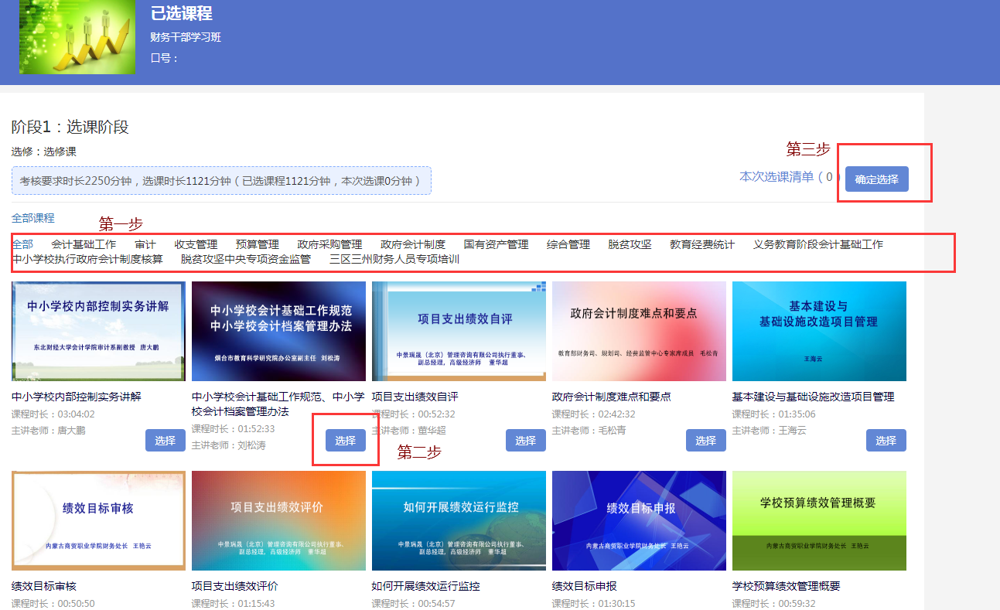 已选课程
财务干部学习班
口号：
阶段1：选课阶段
选修：选修课
第三步
考核要求时长2250分钟，选课时长1121分钟（已选课程1121分钟，本次选课0分钟）
本次选课清单（0）
确定选择
全部课程
第一步
全部 会计基础工作 审计 收支管理 预算管理 政府采购管理 政府会计制度 国有资产管理 综合管理 脱贫攻坚 教育经费统计 义务教育阶段会计基础工作
中小学校执行政府会计制度核算 脱贫攻坚中央专项资金监管 三区三州财务人员专项培训
中小学校内部控制实务讲解
东北财经大学会计学院审计系副教授 唐大鹏
中小学校会计基础工作规范
中小学校会计档案管理办法
烟台市教育科学研究院办公室副主任 刘松涛
项目支出绩效自评
中景瑞晟（北京）管理咨询有限公司执行董事、
副总经理，高级经济师 董华超
政府会计制度难点和要点
教育部财务司、规划司、经费监管中心专家库成员 毛松青
基本建设与
基础设施改造项目管理
王海云
中小学校内部控制实务讲解
课程时长：03:04:02
主讲老师：唐大鹏
选择
中小学校会计基础工作规范、中小学
校会计档案管理办法
课程时长：01:52:33
主讲老师：刘松涛
选择
第二步
项目支出绩效自评
课程时长：00:52:32
主讲老师：董华超
选择
政府会计制度难点和要点
课程时长：02:42:32
主讲老师：毛松青
选择
基本建设与基础设施改造项目管理
课程时长：01:35:06
主讲老师：王海云
选择
绩效目标审核
内蒙古商贸职业学院财务处长 王艳云
项目支出绩效评价
中景瑞晟（北京）管理咨询有限公司执行董事、
副总经理，高级经济师 董华超
如何开展绩效运行监控
中景瑞晟（北京）管理咨询有限公司执行董事、
副总经理，高级经济师 董华超
绩效目标申报
内蒙古商贸职业学院财务处长 王艳云
学校预算绩效管理概要
内蒙古商贸职业学院财务处长 王艳云
绩效目标审核
课程时长：00:50:50
项目支出绩效评价
课程时长：01:15:43
如何开展绩效运行监控
课程时长：00:54:57
绩效目标申报
课程时长：01:30:15
学校预算绩效管理概要
课程时长：00:59:32